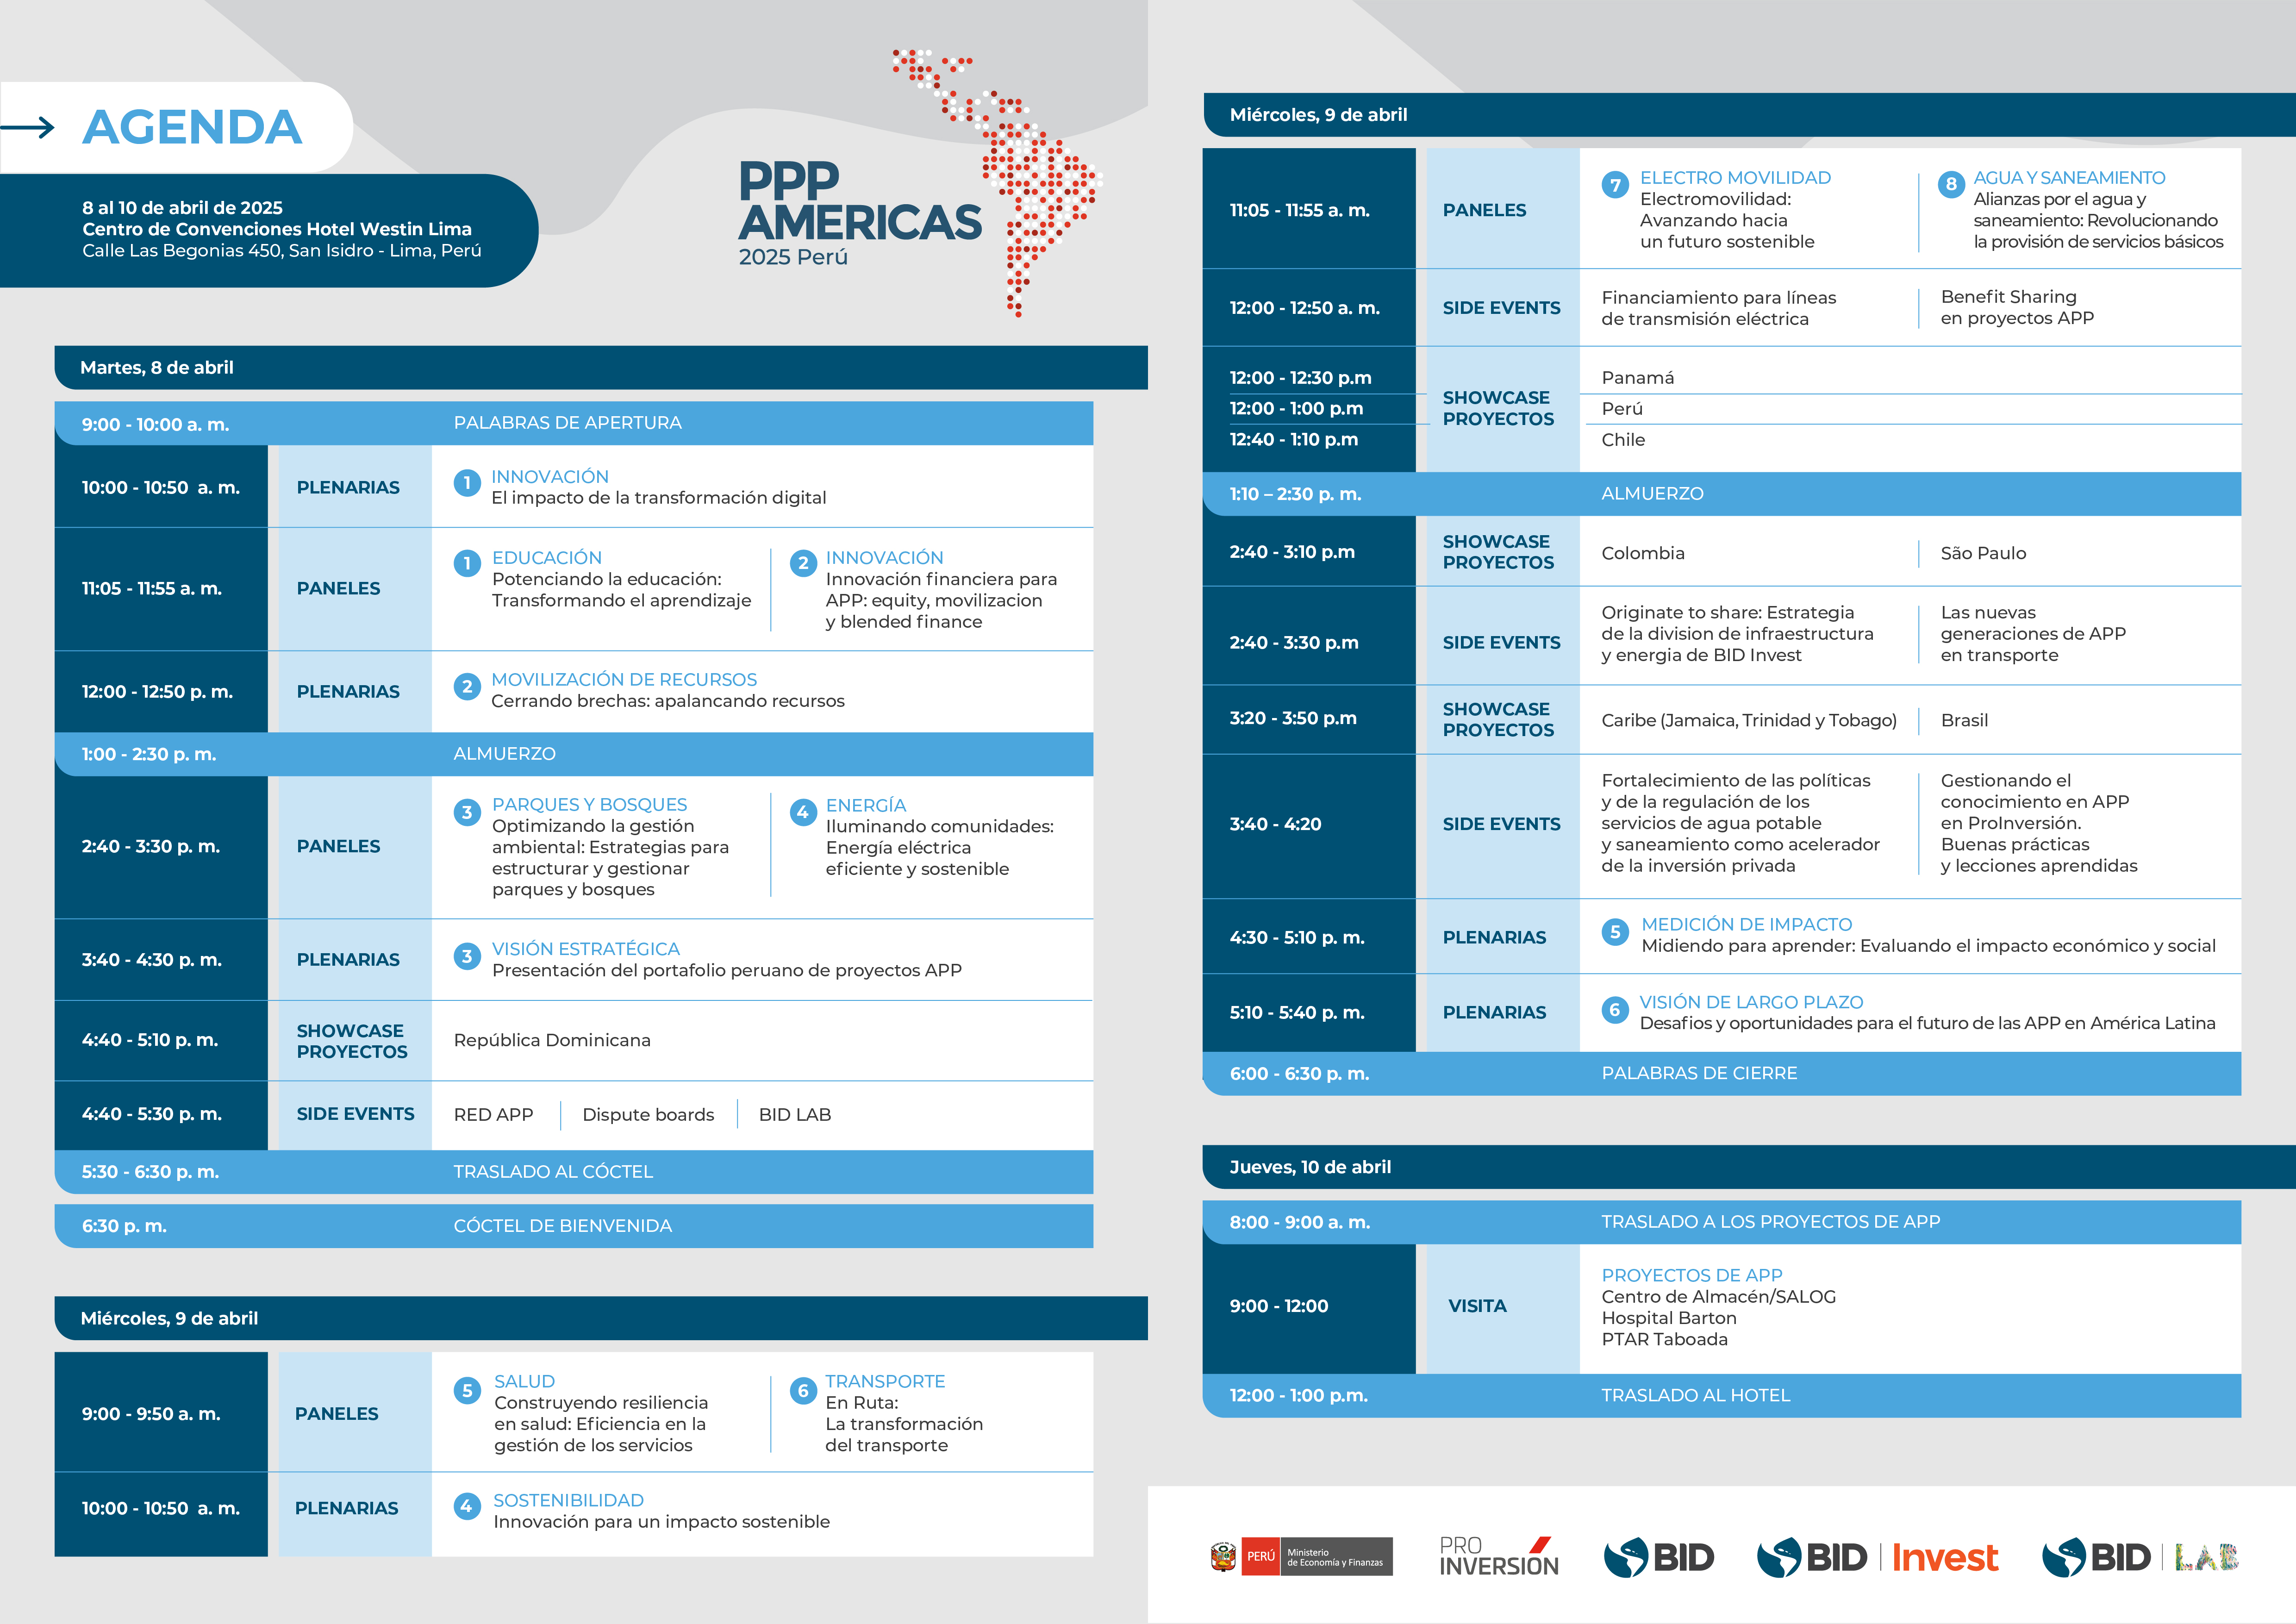 AGENDA
8 al 10 de abril de 2025
Centro de Convenciones Hotel Westin Lima
Calle Las Begonias 450, San Isidro - Lima, Perú
PPP
AMERICAS
2025 Perú
Martes, 8 de abril
9:00 - 10:00 a. m.
PALABRAS DE APERTURA
10:00 - 10:50 a. m.
PLENARIAS
1
INNOVACIÓN
El impacto de la transformación digital
11:05 - 11:55 a. m.
PANELES
1
EDUCACIÓN
Potenciando la educación:
Transformando el aprendizaje
2
INNOVACIÓN
Innovación financiera para
APP: equity, movilizacion
y blended finance
12:00 - 12:50 p. m.
PLENARIAS
2
MOVILIZACIÓN DE RECURSOS
Cerrando brechas: apalancando recursos
1:00 - 2:30 p. m.
ALMUERZO
2:40 - 3:30 p. m.
PANELES
3
PARQUES Y BOSQUES
Optimizando la gestión
ambiental: Estrategias para
estructurar y gestionar
parques y bosques
4
ENERGÍA
Iluminando comunidades:
Energía eléctrica
eficiente y sostenible
3:40 - 4:30 p. m.
PLENARIAS
3
VISIÓN ESTRATÉGICA
Presentación del portafolio peruano de proyectos APP
4:40 - 5:10 p. m.
SHOWCASE
PROYECTOS
República Dominicana
4:40 - 5:30 p. m.
SIDE EVENTS
RED APP
Dispute boards
BID LAB
5:30 - 6:30 p. m.
TRASLADO AL CÓCTEL
6:30 p. m.
CÓCTEL DE BIENVENIDA
Miércoles, 9 de abril
9:00 - 9:50 a. m.
PANELES
5
SALUD
Construyendo resiliencia
en salud: Eficiencia en la
gestión de los servicios
6
TRANSPORTE
En Ruta:
La transformación
del transporte
10:00 - 10:50 a. m.
PLENARIAS
4
SOSTENIBILIDAD
Innovación para un impacto sostenible
Miércoles, 9 de abril
11:05 - 11:55 a. m.
PANELES
7
ELECTRO MOVILIDAD
Electromovilidad:
Avanzando hacia
un futuro sostenible
8
AGUA Y SANEAMIENTO
Alianzas por el agua y
saneamiento: Revolucionando
la provisión de servicios básicos
12:00 - 12:50 a. m.
SIDE EVENTS
Financiamiento para líneas
de transmisión eléctrica
Benefit Sharing
en proyectos APP
12:00 - 12:30 p.m
SHOWCASE
PROYECTOS
Panamá
12:00 - 1:00 p.m
Perú
12:40 - 1:10 p.m
Chile
1:10 – 2:30 p. m.
ALMUERZO
2:40 - 3:10 p.m
SHOWCASE
PROYECTOS
Colombia
São Paulo
2:40 - 3:30 p.m
SIDE EVENTS
Originate to share: Estrategia
de la division de infraestructura
y energia de BID Invest
Las nuevas
generaciones de APP
en transporte
3:20 - 3:50 p.m
SHOWCASE
PROYECTOS
Caribe (Jamaica, Trinidad y Tobago)
Brasil
3:40 - 4:20
SIDE EVENTS
Fortalecimiento de las políticas
y de la regulación de los
servicios de agua potable
y saneamiento como acelerador
de la inversión privada
Gestionando el
conocimiento en APP
en ProInversión.
Buenas prácticas
y lecciones aprendidas
4:30 - 5:10 p. m.
PLENARIAS
5
MEDICIÓN DE IMPACTO
Midiendo para aprender: Evaluando el impacto económico y social
5:10 - 5:40 p. m.
PLENARIAS
6
VISIÓN DE LARGO PLAZO
Desafios y oportunidades para el futuro de las APP en América Latina
6:00 - 6:30 p. m.
PALABRAS DE CIERRE
Jueves, 10 de abril
8:00 - 9:00 a. m.
TRASLADO A LOS PROYECTOS DE APP
9:00 - 12:00
VISITA
PROYECTOS DE APP
Centro de Almacén/SALOG
Hospital Barton
PTAR Taboada
12:00 - 1:00 p.m.
TRASLADO AL HOTEL
PERÚ
Ministerio
de Economía y Finanzas
PRO
INVERSIÓN
BID
BID Invest
BID LAB